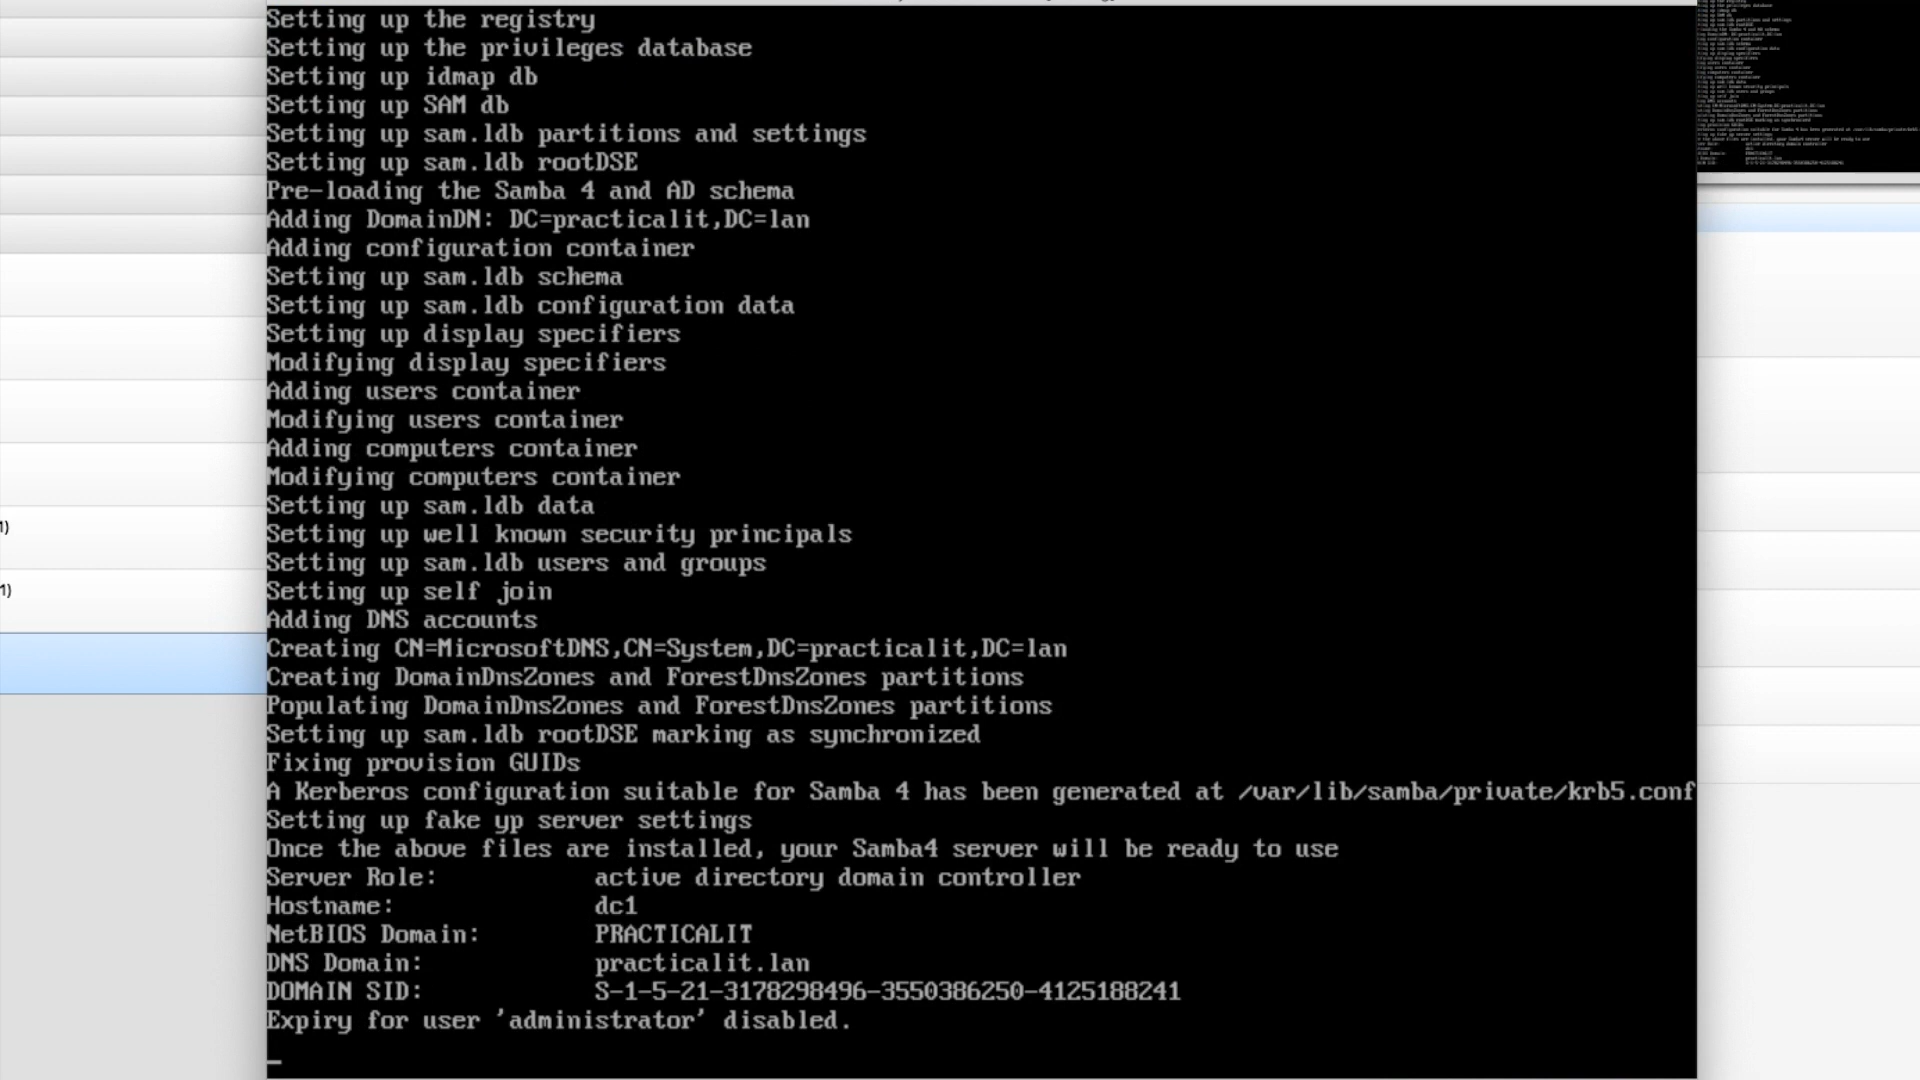 Setting up the registry
Setting up the privileges database
Setting up idmap db
Setting up SAM db
Setting up sam.ldb partitions and settings
Setting up sam.ldb rootDSE
Pre-loading the Samba 4 and AD schema
Adding DomainDN: DC=practicalit,DC=lan
Adding configuration container
Setting up sam.ldb schema
Setting up sam.ldb configuration data
Setting up display specifiers
Modifying display specifiers
Adding users container
Modifying users container
Adding computers container
Modifying computers container
Setting up sam.ldb data
1)
Setting up well known security principals
Setting up sam.ldb users and groups
1)
Setting up self join
Adding DNS accounts
Creating CN=MicrosoftDNS,CN=System,DC=practicalit,DC=lan
Creating DomainDnsZones and ForestDnsZones partitions
Populating DomainDnsZones and ForestDnsZones partitions
Setting up sam.ldb rootDSE marking as synchronized
Fixing provision GUIDs
A Kerberos configuration suitable for Samba 4 has been generated at /var/lib/samba/private/krb5.conf
Setting up fake yp server settings
Once the above files are installed, your Samba4 server will be ready to use
Server Role: active directory domain controller
Hostname: dc1
NetBIOS Domain: PRACTICALIT
DNS Domain: practicalit.lan
DOMAIN SID: S-1-5-21-3178298496-3550386250-4125188241
Expiry for user 'administrator' disabled.
_